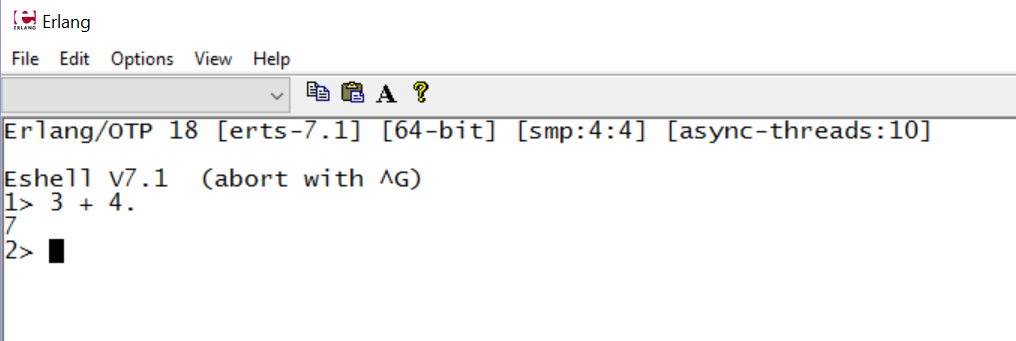 ERLANG Erlang
File Edit Options View Help
A ?
Erlang/OTP 18 [erts-7.1] [64-bit] [smp:4:4] [async-threads:10]
Eshell V7.1  (abort with ^G)
1> 3 + 4.
7
2>